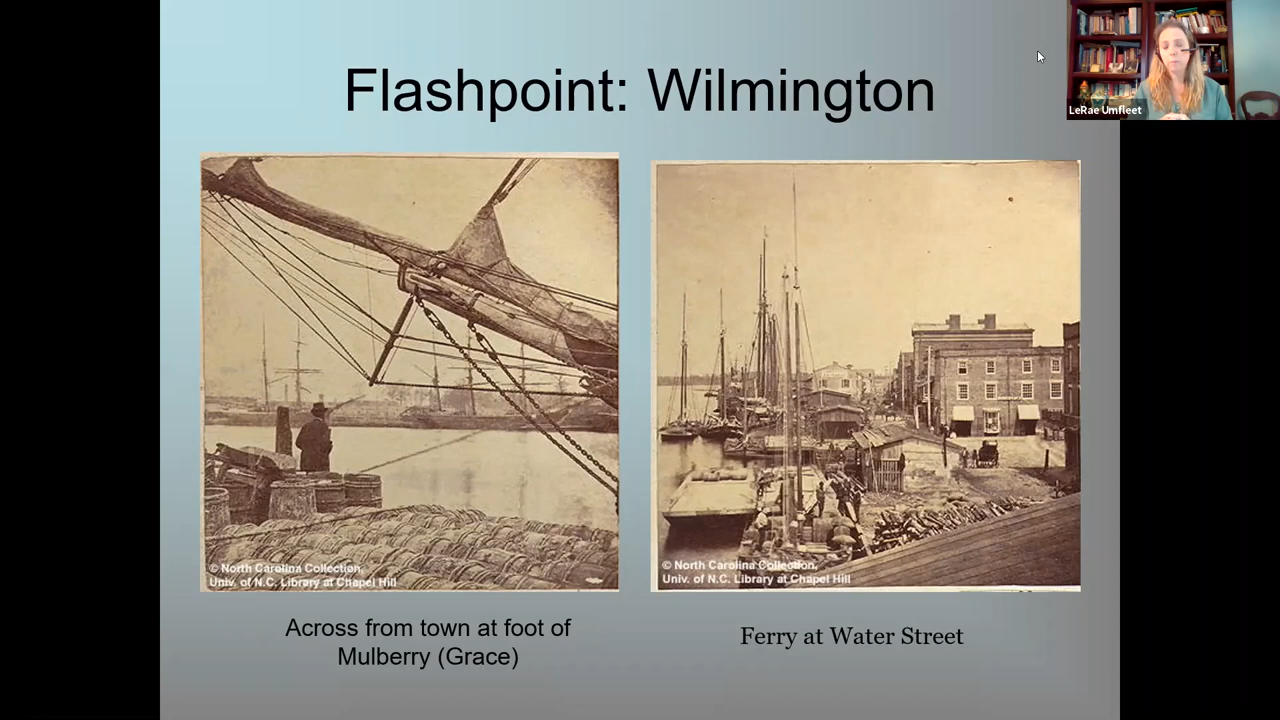 Flashpoint: Wilmington
LeRae Umfleet
© North Carolina Collection,
Univ. of N.C. Library at Chapel Hill
© North Carolina Collection,
Univ. of N.C. Library at Chapel Hill
Across from town at foot of
Mulberry (Grace)
Ferry at Water Street